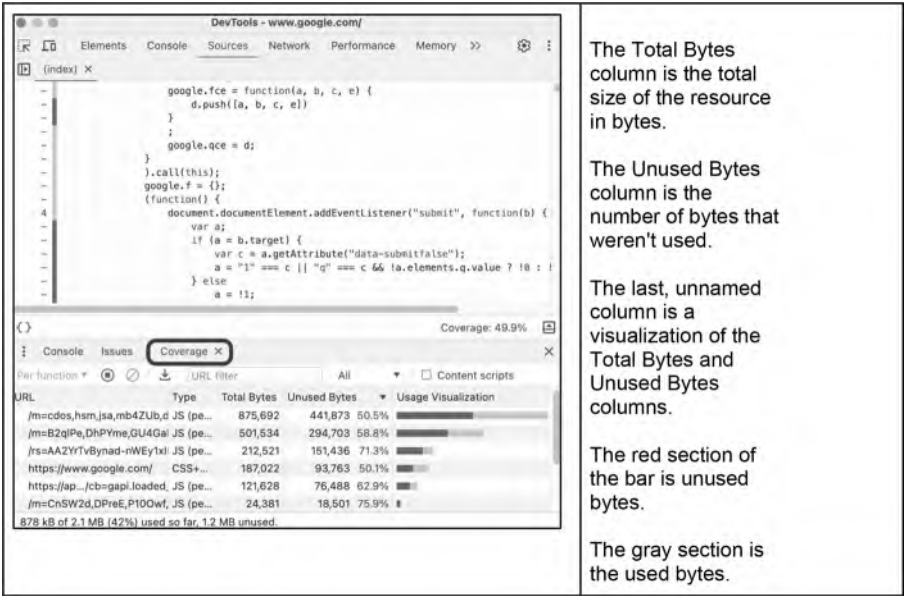 DevTools - www.google.com/
Elements Console Sources Network Performance Memory >>
(index) ×
google.fce = function(a, b, c, e) {
d.push([a, b, c, e])
}
;
google.qce = d;
}
).call(this);
google.f = {};
(function() {
4 document.documentElement.addEventListener("submit", function(b) {
var a;
if (a = b.target) {
var c = a.getAttribute("data-submitfalse");
a = "1" === c || "q" === c && !a.elements.q.value ? !0 : !
} else
a = !1;
{} Coverage: 49.9%
Console Issues Coverage ×
Per function URL filter All Content scripts
URL Type Total Bytes Unused Bytes Usage Visualization
/m=cdos,hsm,jsa,mb4ZUb,d JS (pe... 875,692 441,873 50.5%
/m=B2qlPe,DhPYme,GU4Gal JS (pe... 501,534 294,703 58.8%
/rs=AA2YrTvBynad-nWEy1xl JS (pe... 212,521 151,436 71.3%
https://www.google.com/ CSS+... 187,022 93,763 50.1%
https://ap.../cb=gapi.loaded, JS (pe... 121,628 76,488 62.9%
/m=CnSW2d,DPreE,P10Owf, JS (pe... 24,381 18,501 75.9%
878 kB of 2.1 MB (42%) used so far, 1.2 MB unused.
The Total Bytes
column is the total
size of the resource
in bytes.
The Unused Bytes
column is the
number of bytes that
weren't used.
The last, unnamed
column is a
visualization of the
Total Bytes and
Unused Bytes
columns.
The red section of
the bar is unused
bytes.
The gray section is
the used bytes.